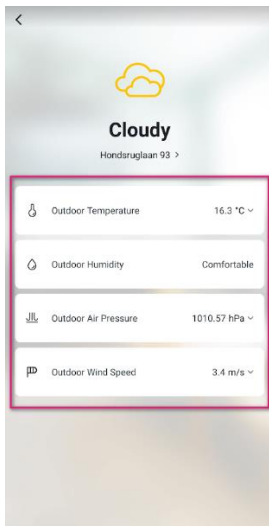 Cloudy
Hondsruglaan 93
Outdoor Temperature 16.3 °C
Outdoor Humidity Comfortable
Outdoor Air Pressure 1010.57 hPa
Outdoor Wind Speed 3.4 m/s